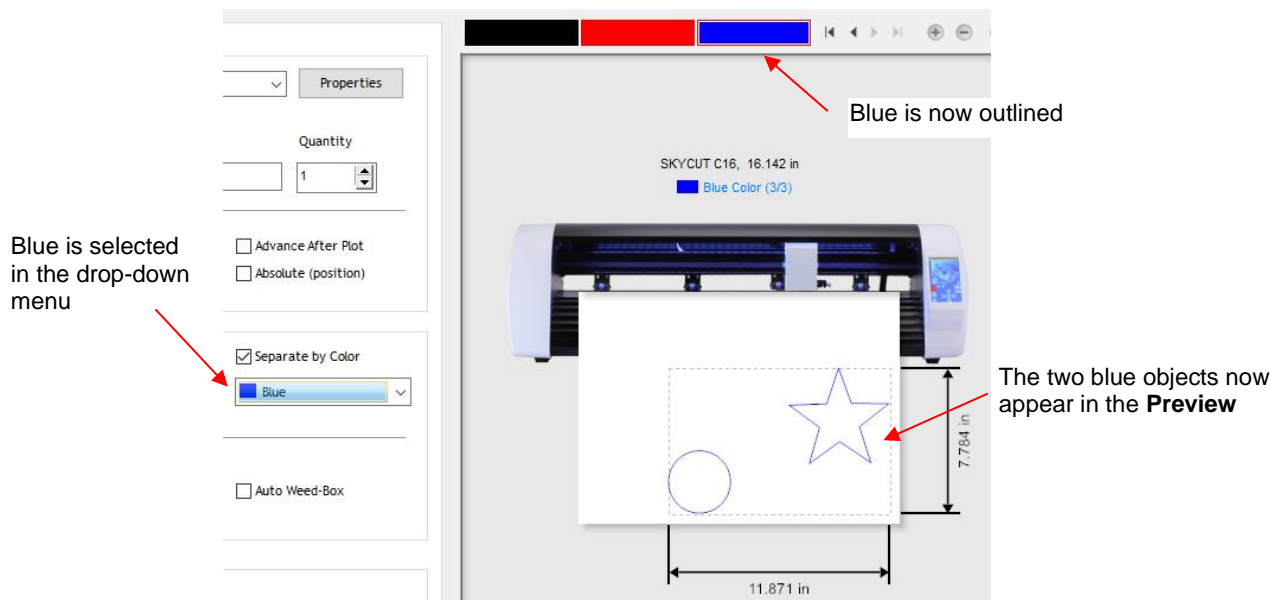 Blue is now outlined
Properties
Quantity
1
SKYCUT C16, 16.142 in
Blue Color (3/3)
Blue is selected
in the drop-down
menu
Advance After Plot
Absolute (position)
Separate by Color
Blue
The two blue objects now
appear in the Preview
7.784 in
Auto Weed-Box
11.871 in